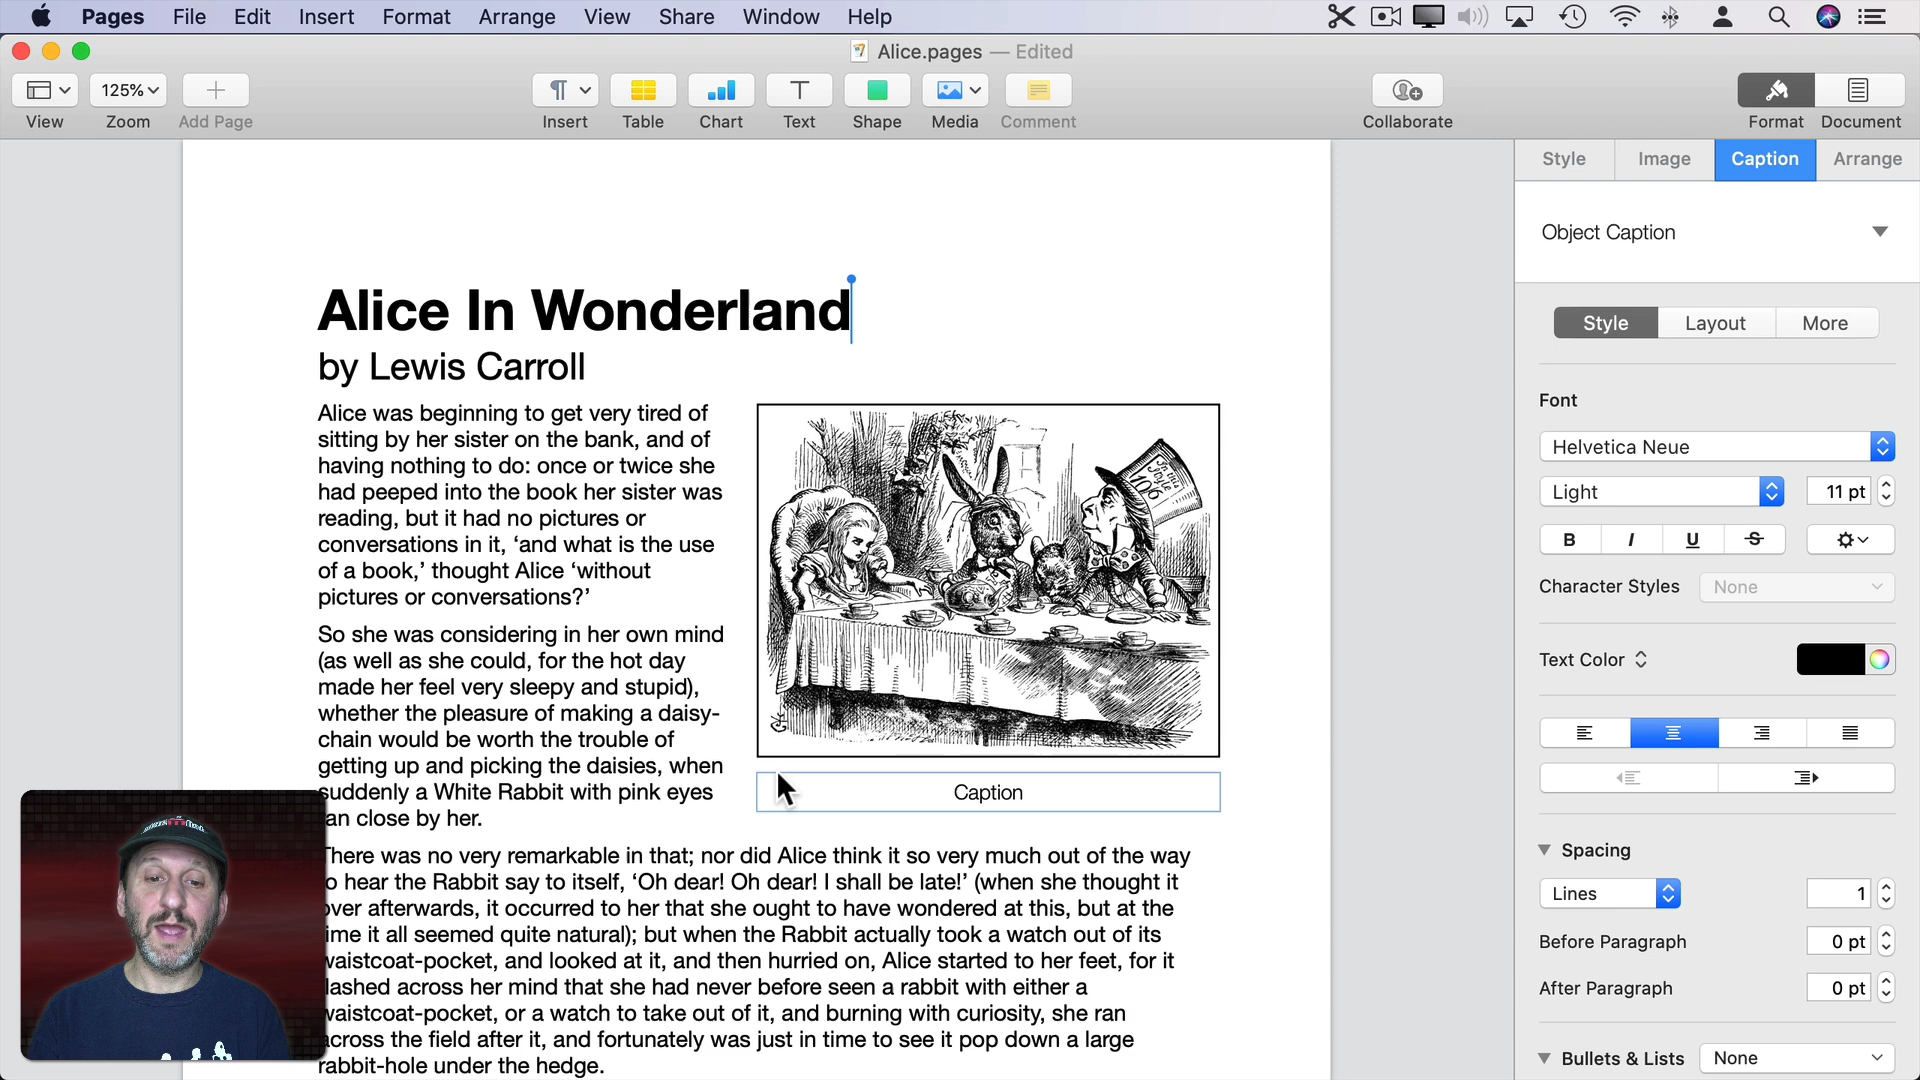 Pages File Edit Insert Format Arrange View Share Window Help
Alice.pages — Edited
125%
View Zoom Add Page Insert Table Chart Text Shape Media Comment Collaborate Format Document
Style Image Caption Arrange
Object Caption
Style Layout More
Font
Helvetica Neue
Light 11 pt
B I U S
Character Styles None
Text Color
Spacing
Lines 1
Before Paragraph 0 pt
After Paragraph 0 pt
Bullets & Lists None
Alice In Wonderland
by Lewis Carroll
Alice was beginning to get very tired of
sitting by her sister on the bank, and of
having nothing to do: once or twice she
had peeped into the book her sister was
reading, but it had no pictures or
conversations in it, ‘and what is the use
of a book,’ thought Alice ‘without
pictures or conversations?’
So she was considering in her own mind
(as well as she could, for the hot day
made her feel very sleepy and stupid),
whether the pleasure of making a daisy-
chain would be worth the trouble of
getting up and picking the daisies, when
suddenly a White Rabbit with pink eyes
an close by her.
In this
Style
10/6
Caption
There was no very remarkable in that; nor did Alice think it so very much out of the way
o hear the Rabbit say to itself, ‘Oh dear! Oh dear! I shall be late!’ (when she thought it
over afterwards, it occurred to her that she ought to have wondered at this, but at the
ime it all seemed quite natural); but when the Rabbit actually took a watch out of its
waistcoat-pocket, and looked at it, and then hurried on, Alice started to her feet, for it
lashed across her mind that she had never before seen a rabbit with either a
waistcoat-pocket, or a watch to take out of it, and burning with curiosity, she ran
across the field after it, and fortunately was just in time to see it pop down a large
rabbit-hole under the hedge.